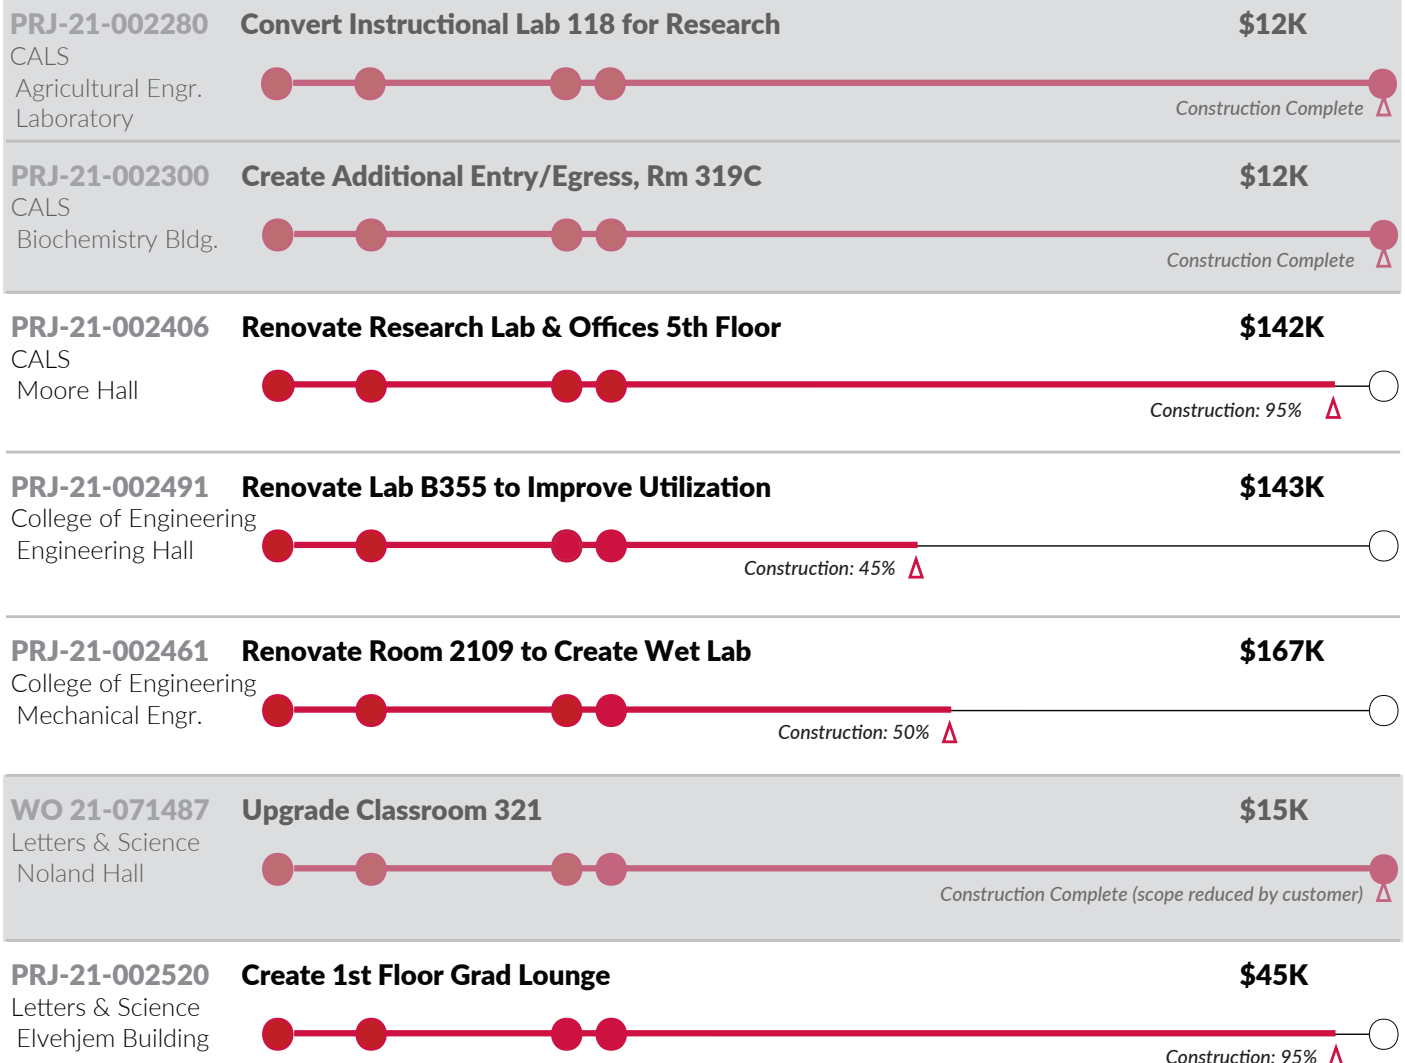 PRJ-21-002280 Convert Instructional Lab 118 for Research $12K
CALS
Agricultural Engr.
Laboratory
Construction Complete
PRJ-21-002300 Create Additional Entry/Egress, Rm 319C $12K
CALS
Biochemistry Bldg.
Construction Complete
PRJ-21-002406 Renovate Research Lab & Offices 5th Floor $142K
CALS
Moore Hall
Construction: 95%
PRJ-21-002491 Renovate Lab B355 to Improve Utilization $143K
College of Engineering
Engineering Hall
Construction: 45%
PRJ-21-002461 Renovate Room 2109 to Create Wet Lab $167K
College of Engineering
Mechanical Engr.
Construction: 50%
WO 21-071487 Upgrade Classroom 321 $15K
Letters & Science
Noland Hall
Construction Complete (scope reduced by customer)
PRJ-21-002520 Create 1st Floor Grad Lounge $45K
Letters & Science
Elvehjem Building
Construction: 95%